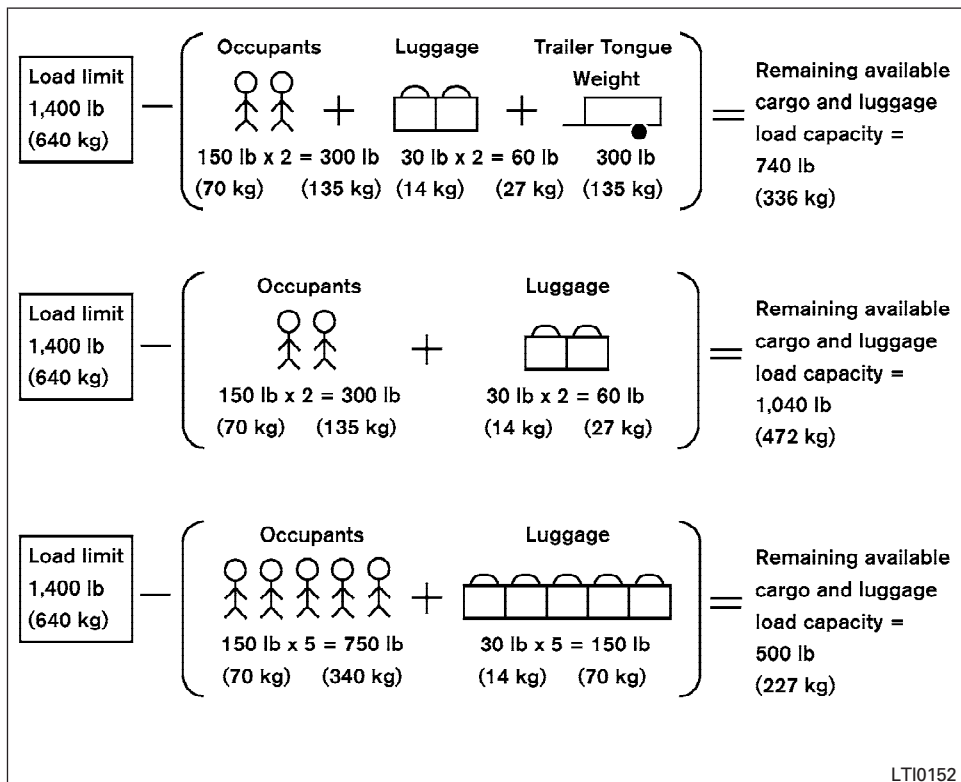 Occupants Luggage Trailer Tongue
Weight
Load limit
1,400 lb
(640 kg)
150 lb x 2 = 300 lb 30 lb x 2 = 60 lb 300 lb
(70 kg) (135 kg) (14 kg) (27 kg) (135 kg)
Remaining available
cargo and luggage
load capacity =
740 lb
(336 kg)
Occupants Luggage
Load limit
1,400 lb
(640 kg)
150 lb x 2 = 300 lb 30 lb x 2 = 60 lb
(70 kg) (135 kg) (14 kg) (27 kg)
Remaining available
cargo and luggage
load capacity =
1,040 lb
(472 kg)
Occupants Luggage
Load limit
1,400 lb
(640 kg)
150 lb x 5 = 750 lb 30 lb x 5 = 150 lb
(70 kg) (340 kg) (14 kg) (70 kg)
Remaining available
cargo and luggage
load capacity =
500 lb
(227 kg)
LTI0152